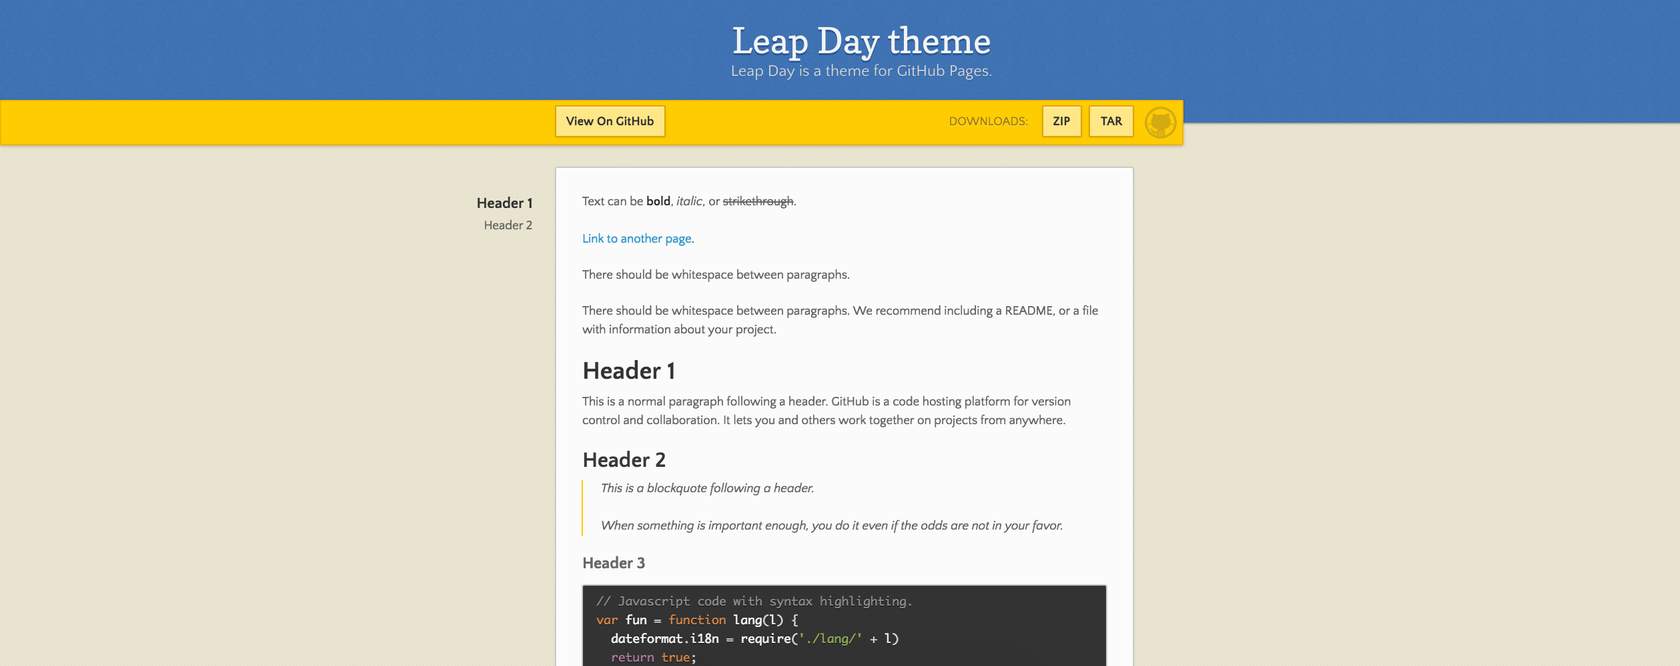 Leap Day theme
Leap Day is a theme for GitHub Pages.
View On GitHub
DOWNLOADS: ZIP TAR
Header 1
Header 2
Text can be bold, italic, or strikethrough.
Link to another page.
There should be whitespace between paragraphs.
There should be whitespace between paragraphs. We recommend including a README, or a file
with information about your project.
Header 1
This is a normal paragraph following a header. GitHub is a code hosting platform for version
control and collaboration. It lets you and others work together on projects from anywhere.
Header 2
This is a blockquote following a header.
When something is important enough, you do it even if the odds are not in your favor.
Header 3
// Javascript code with syntax highlighting.
var fun = function lang(l) {
  dateformat.i18n = require('./lang/' + l)
  return true;